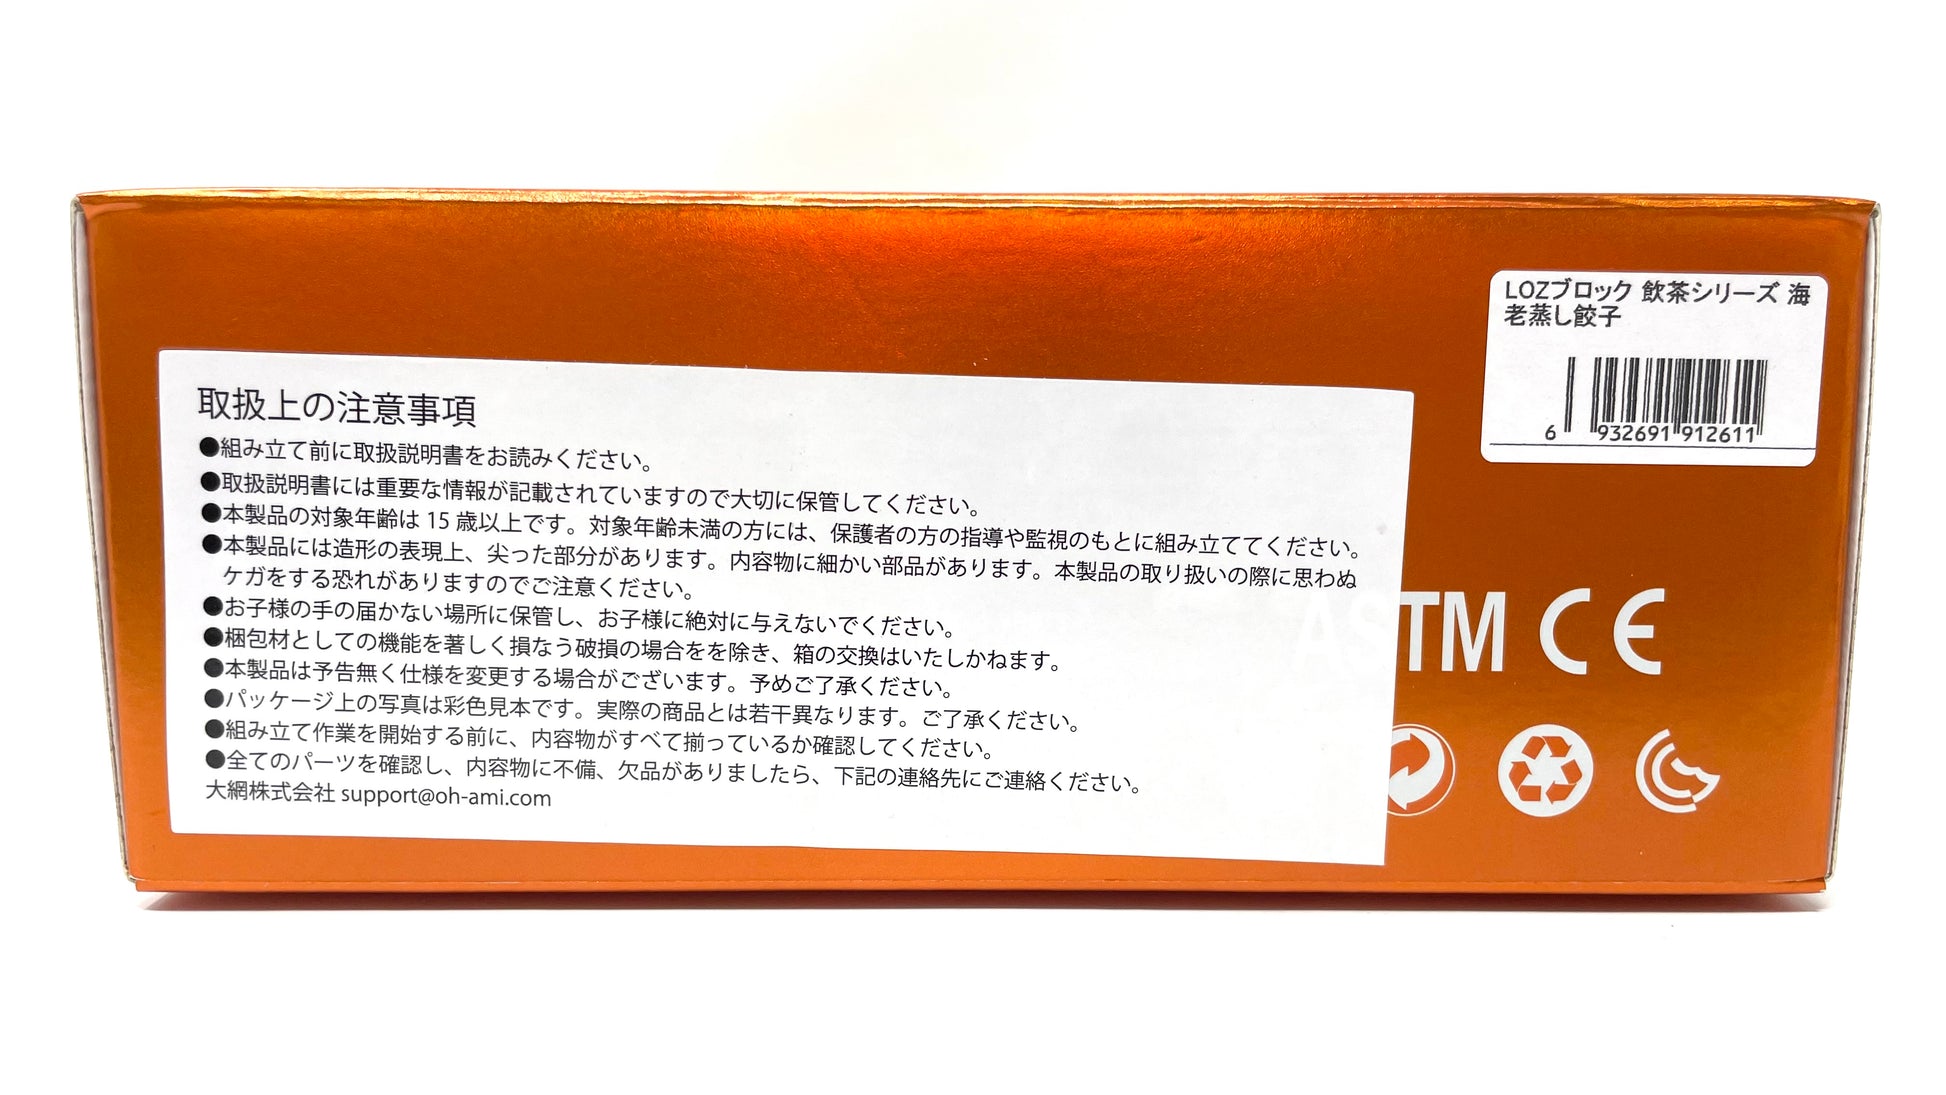 LOZブロック 飲茶シリーズ 海
老蒸し餃子
6 932691 912611
取扱上の注意事項
●組み立て前に取扱説明書をお読みください。
●取扱説明書には重要な情報が記載されていますので大切に保管してください。
●本製品の対象年齢は 15 歳以上です。対象年齢未満の方には、保護者の方の指導や監視のもとに組み立ててください。
●本製品には造形の表現上、尖った部分があります。内容物に細かい部品があります。本製品の取り扱いの際に思わぬ
ケガをする恐れがありますのでご注意ください。
●お子様の手の届かない場所に保管し、お子様に絶対に与えないでください。
●梱包材としての機能を著しく損なう破損の場合をを除き、箱の交換はいたしかねます。
●本製品は予告無く仕様を変更する場合がございます。予めご了承ください。
●パッケージ上の写真は彩色見本です。実際の商品とは若干異なります。ご了承ください。
●組み立て作業を開始する前に、内容物がすべて揃っているか確認してください。
●全てのパーツを確認し、内容物に不備、欠品がありましたら、下記の連絡先にご連絡ください。
大網株式会社 support@oh-ami.com
ASTM CE